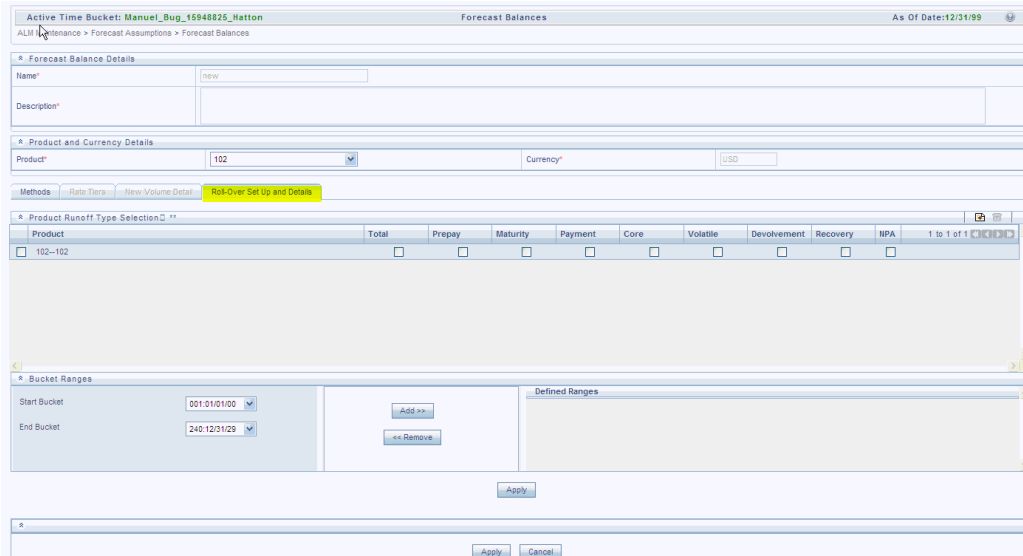 Active Time Bucket: Manuel_Bug_15948825_Hatton Forecast Balances As Of Date:12/31/99
ALM Maintenance > Forecast Assumptions > Forecast Balances
Forecast Balance Details
Name* new
Description*
Product and Currency Details
Product* 102 Currency* USD
Methods Rate Tiers New Volume Detail Roll-Over Set Up and Details
Product Runoff Type Selection **
Product Total Prepay Maturity Payment Core Volatile Devolvement Recovery NPA 1 to 1 of 1
102--102
Bucket Ranges
Start Bucket 001:01/01/00 Add >> Defined Ranges
End Bucket 240:12/31/29 << Remove
Apply
Apply Cancel